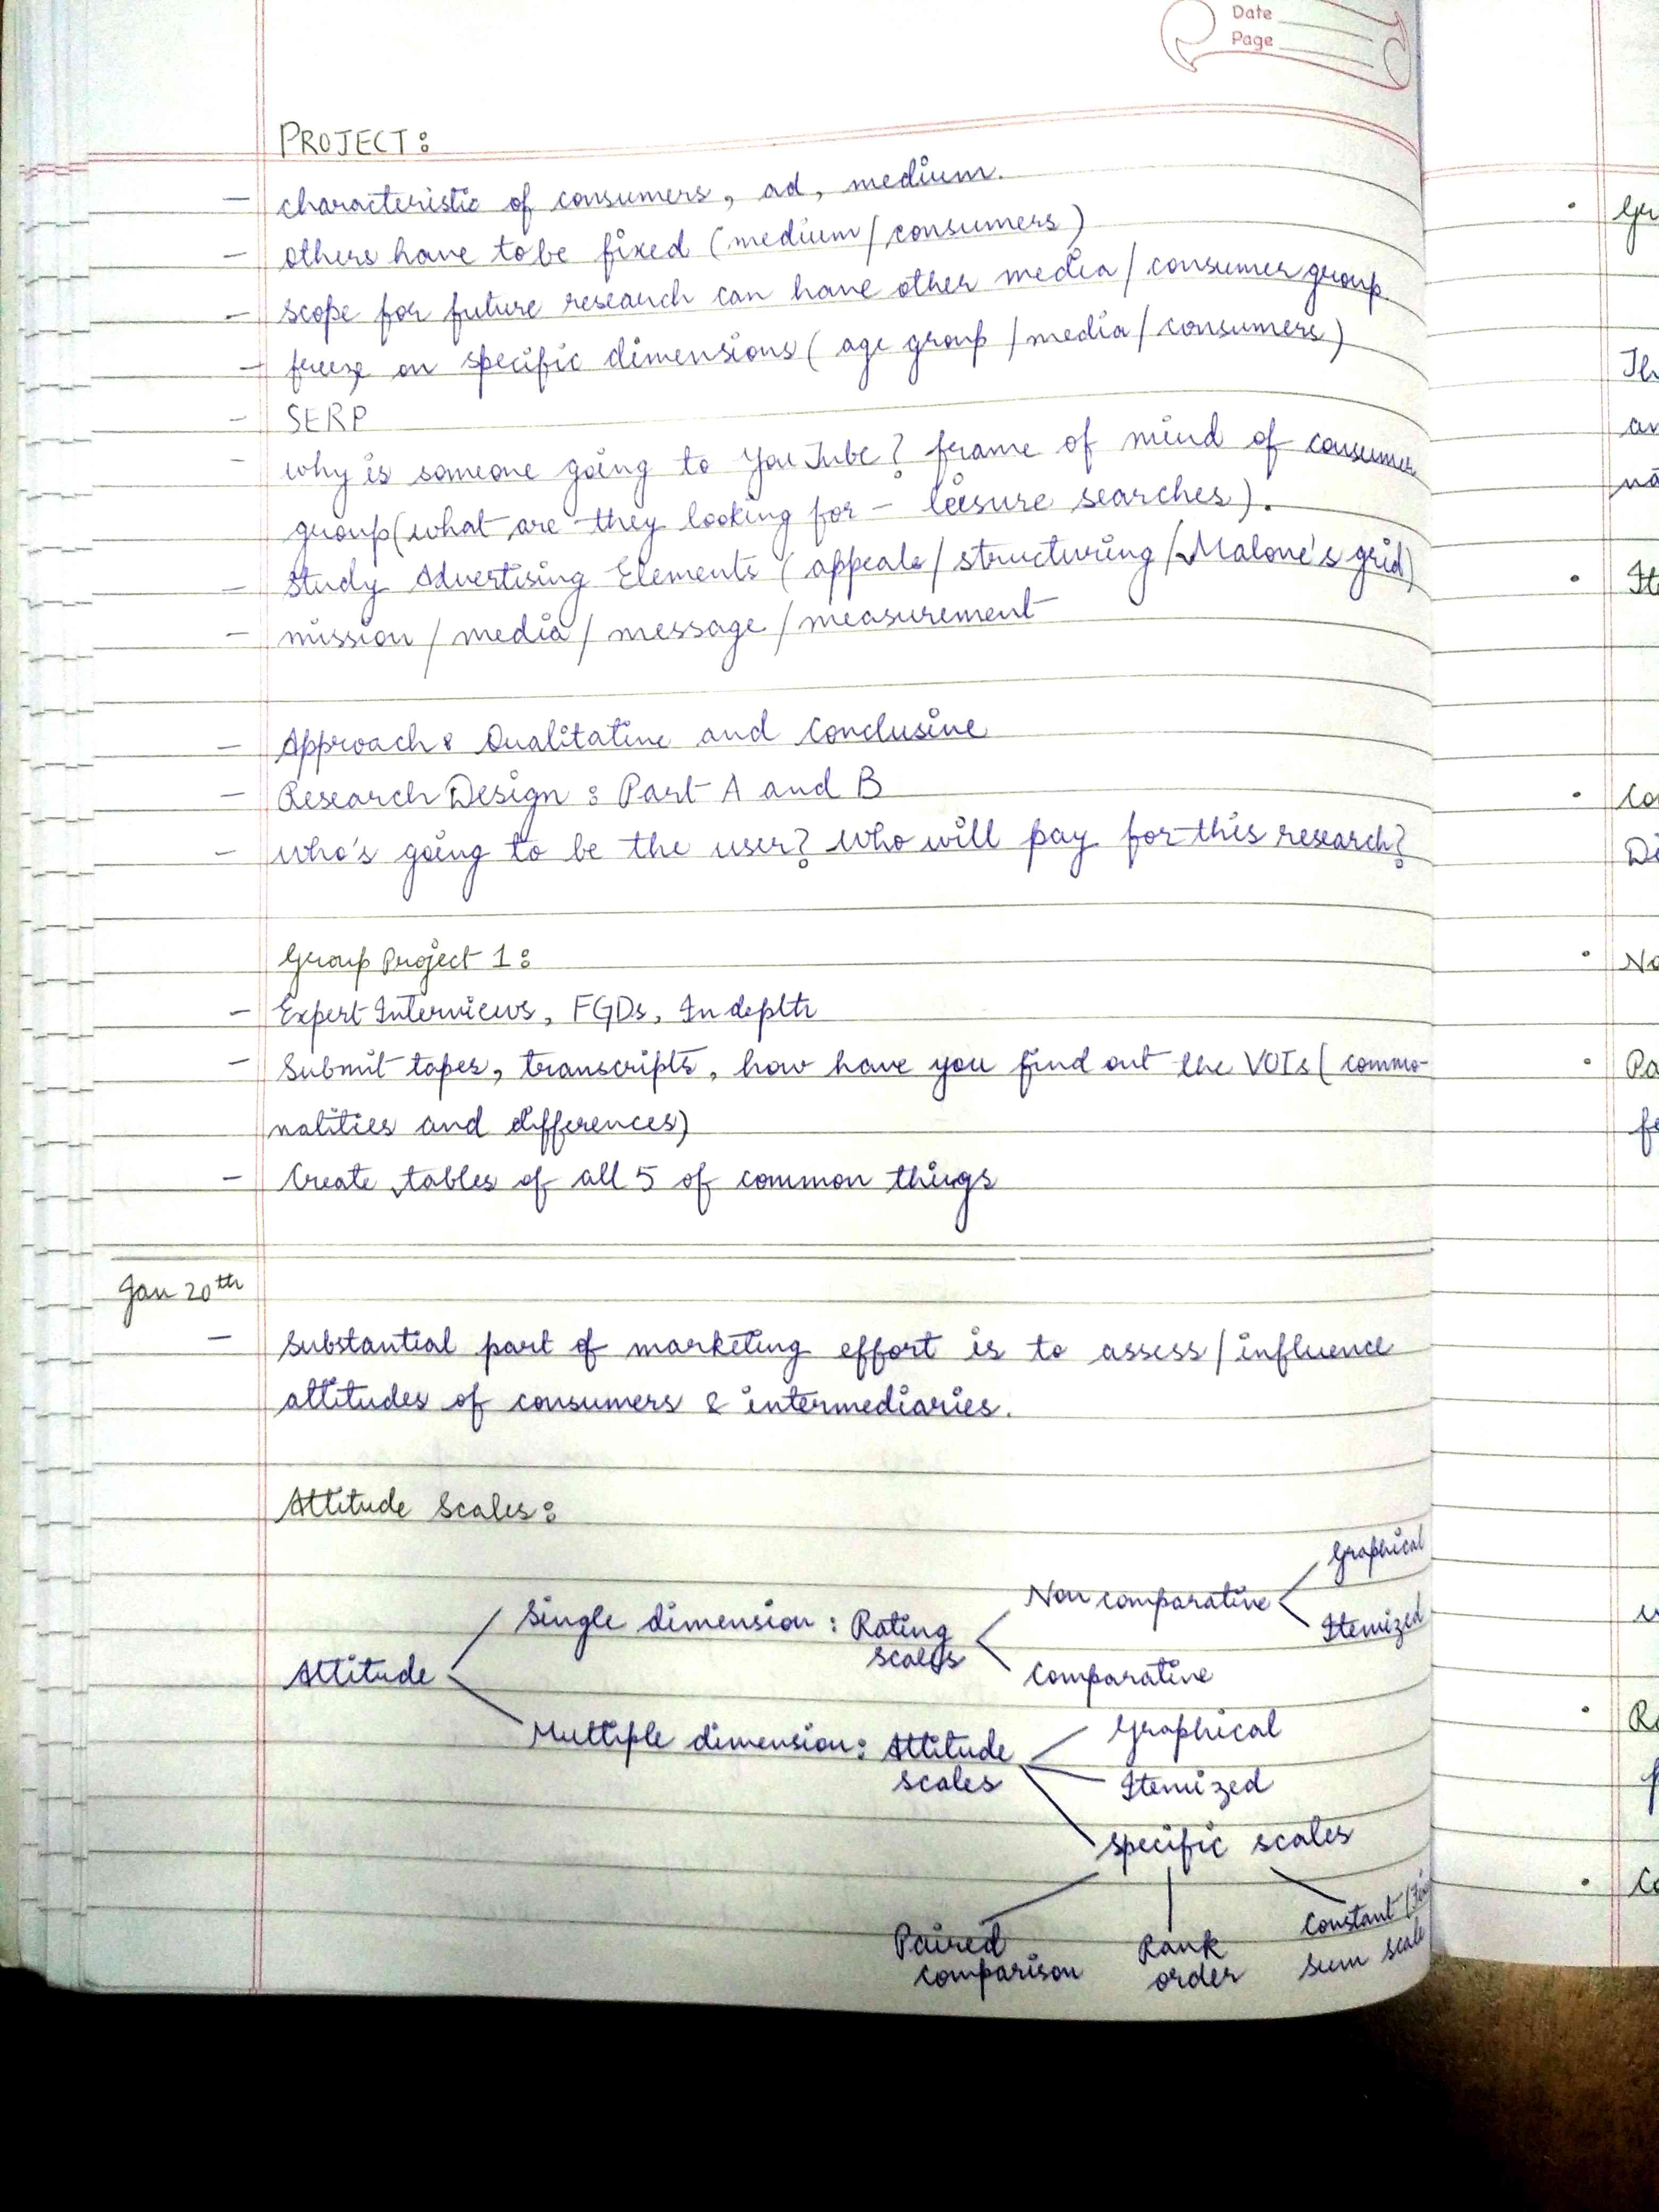 Date
Page
PROJECT:
- characteristic of consumers, ad, medium.
- others have to be fixed (medium/consumers)
- scope for future research can have other media/consumer group.
- freeze on specific dimensions (age group/media/consumers)
- SERP
- why is someone going to YouTube? frame of mind of consumer
group (what are they looking for - leisure searches).
- Study Advertising Elements (appeals/structuring/Malone's grid)
- mission/media/message/measurement
- Approach: Qualitative and Conclusive
- Research Design: Part A and B
- who's going to be the user? Who will pay for this research?
Group Project 1:
- Expert Interviews, FGDs, In depth
- Submit tapes, transcripts, how have you find out the VOIs (commo-
nalities and differences)
- Create tables of all 5 of common things
Jan 20th
- Substantial part of marketing effort is to assess/influence
attitudes of consumers & intermediaries.
Attitude Scales:
Graphical
Non comparative
Single dimension: Rating
Itemized
scales
Attitude
Comparative
Multiple dimension: Attitude
Graphical
scales
Itemized
Specific scales
Paired
Rank
Constant
comparison
order
sum scale